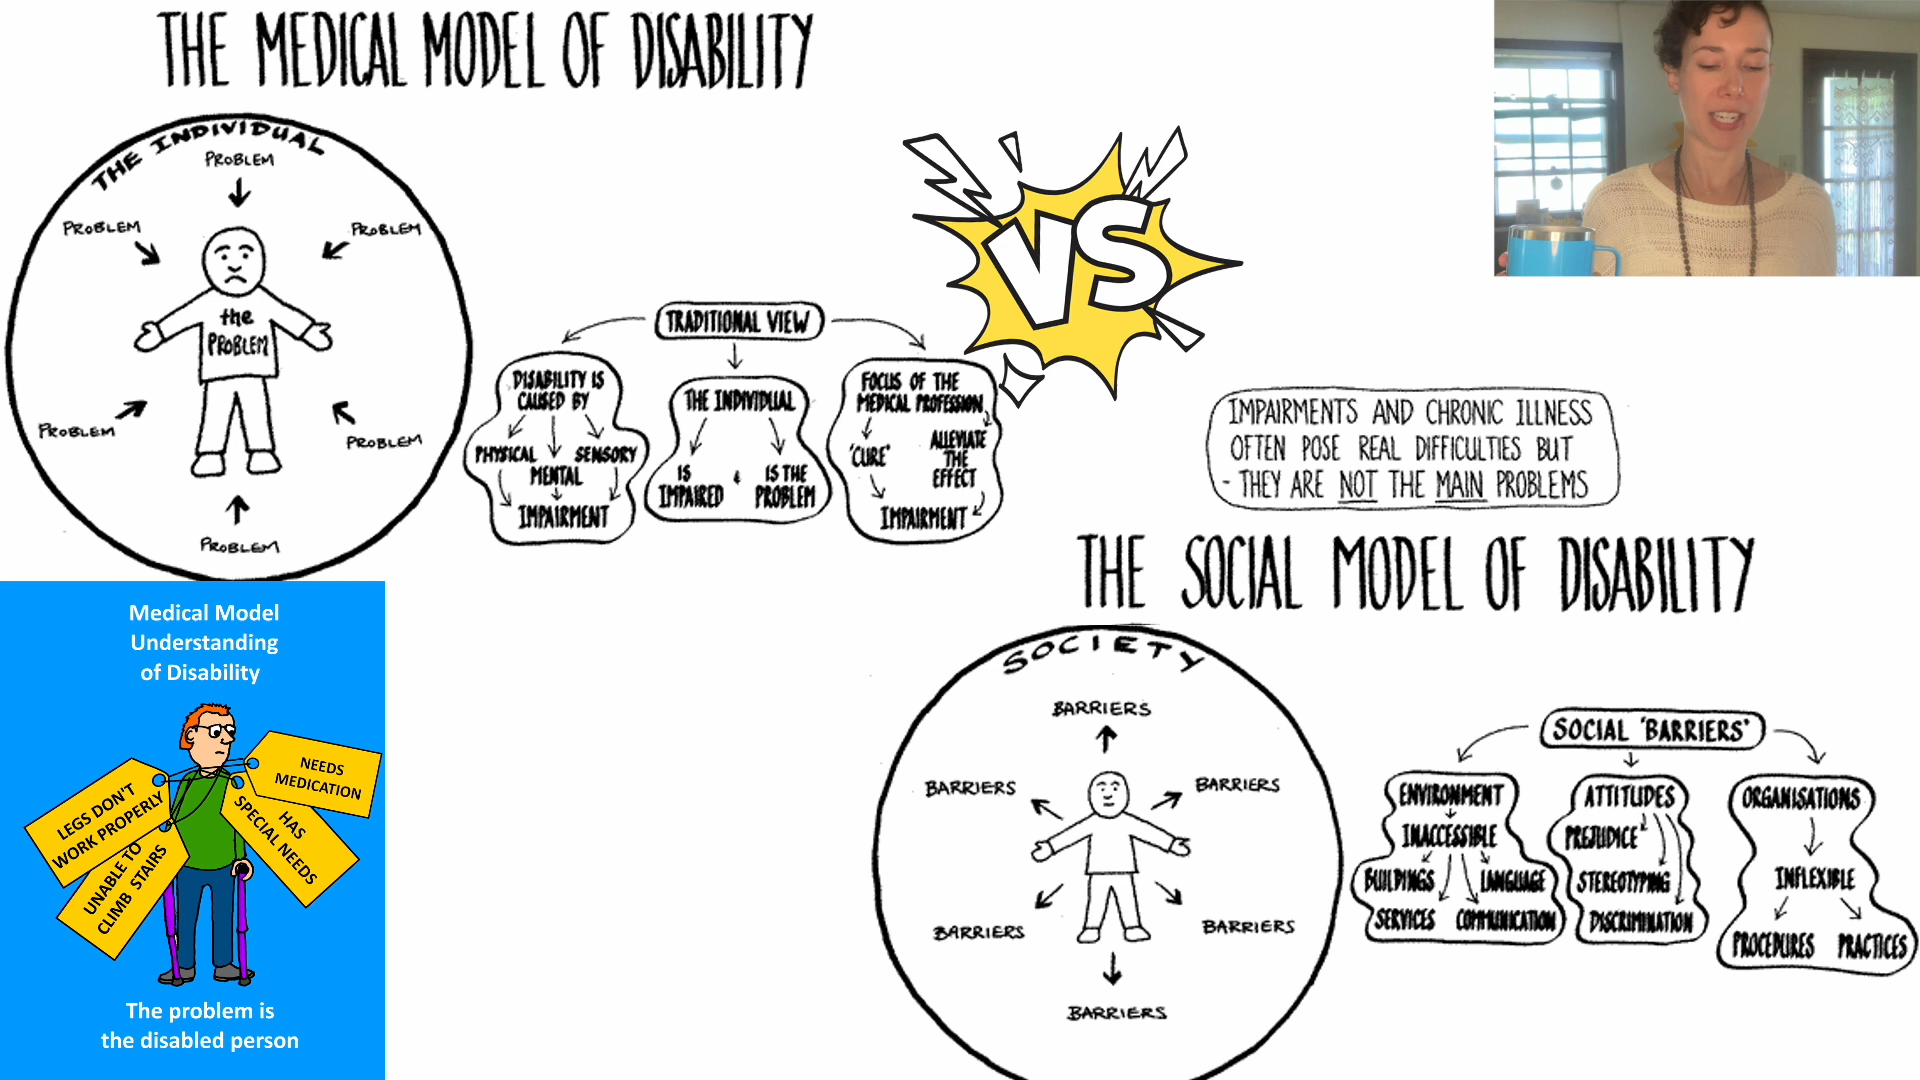 THE MEDICAL MODEL OF DISABILITY
THE INDIVIDUAL
PROBLEM
PROBLEM
PROBLEM
the
PROBLEM
PROBLEM
PROBLEM
PROBLEM
TRADITIONAL VIEW
DISABILITY IS
CAUSED BY
PHYSICAL
SENSORY
MENTAL
IMPAIRMENT
THE INDIVIDUAL
IS
IMPAIRED
&
IS THE
PROBLEM
FOCUS OF THE
MEDICAL PROFESSION
'CURE'
ALLEVIATE
THE
EFFECT
IMPAIRMENT
VS
IMPAIRMENTS AND CHRONIC ILLNESS
OFTEN POSE REAL DIFFICULTIES BUT
- THEY ARE NOT THE MAIN PROBLEMS
Medical Model
Understanding
of Disability
LEGS DON'T
WORK PROPERLY
UNABLE TO
CLIMB STAIRS
NEEDS
MEDICATION
HAS
SPECIAL NEEDS
The problem is
the disabled person
THE SOCIAL MODEL OF DISABILITY
SOCIETY
BARRIERS
BARRIERS
BARRIERS
BARRIERS
BARRIERS
BARRIERS
SOCIAL 'BARRIERS'
ENVIRONMENT
INACCESSIBLE
BUILDINGS
LANGUAGE
SERVICES
COMMUNICATION
ATTITUDES
PREJUDICE
STEREOTYPING
DISCRIMINATION
ORGANISATIONS
INFLEXIBLE
PROCEDURES
PRACTICES